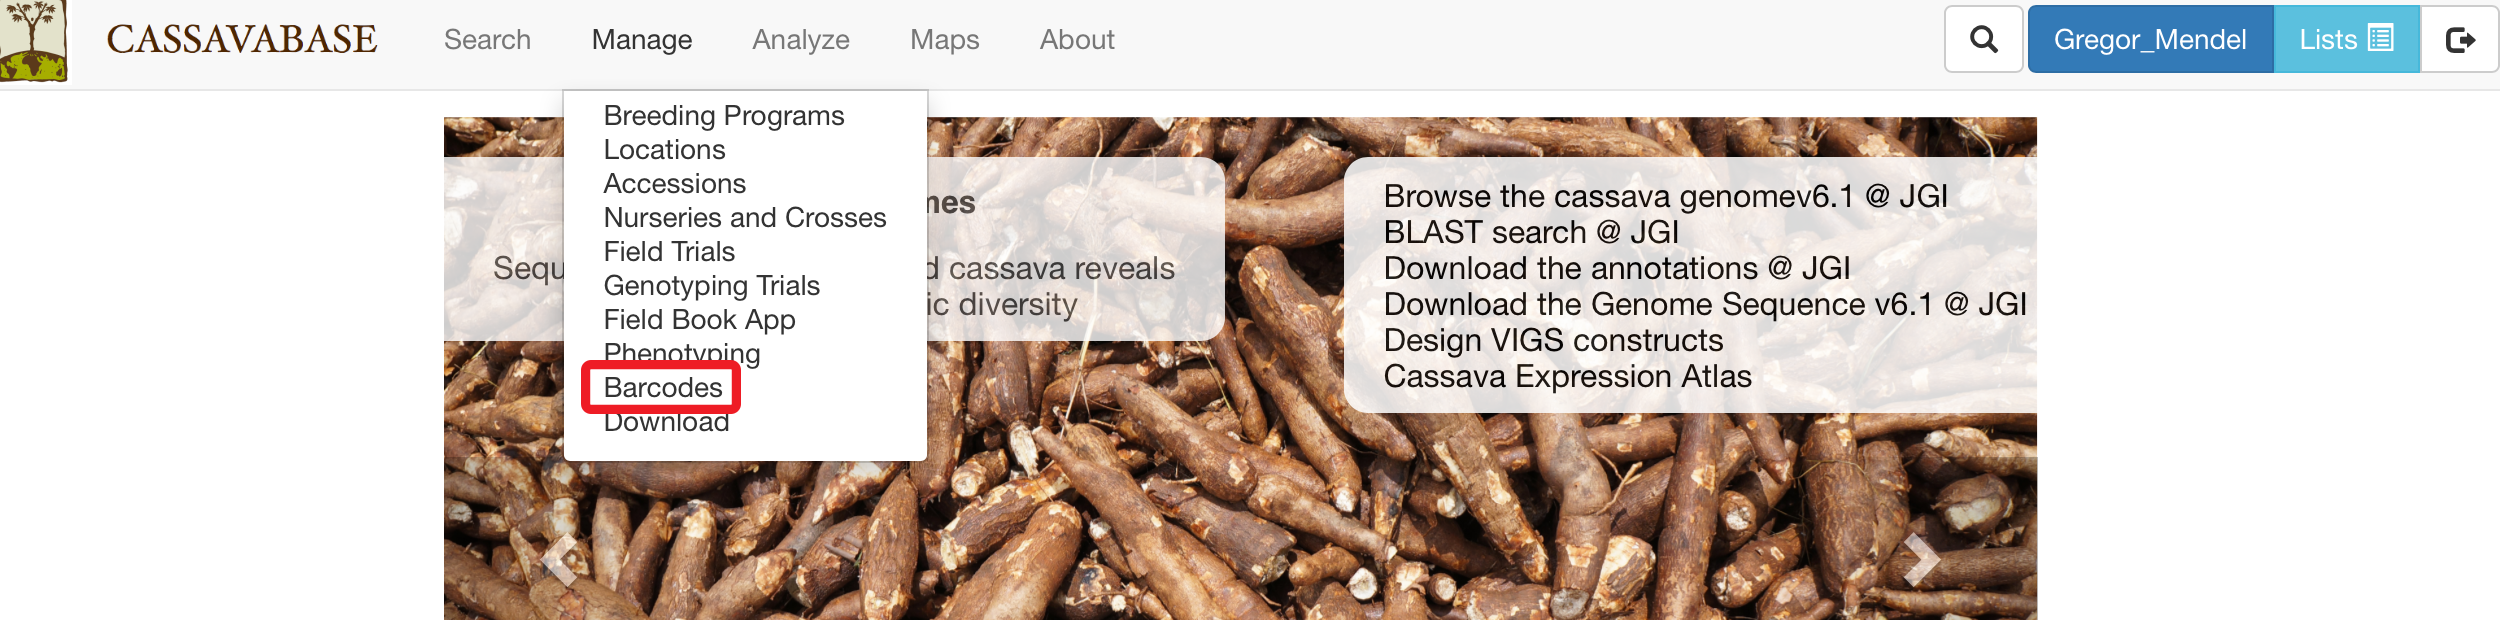 CASSAVABASE
Search Manage Analyze Maps About
Gregor_Mendel Lists
Breeding Programs
Locations
Accessions
Nurseries and Crosses
Field Trials
Genotyping Trials
Field Book App
Phenotyping
Barcodes
Download
mes
Sequ
d cassava reveals
ic diversity
Browse the cassava genomev6.1 @ JGI
BLAST search @ JGI
Download the annotations @ JGI
Download the Genome Sequence v6.1 @ JGI
Design VIGS constructs
Cassava Expression Atlas